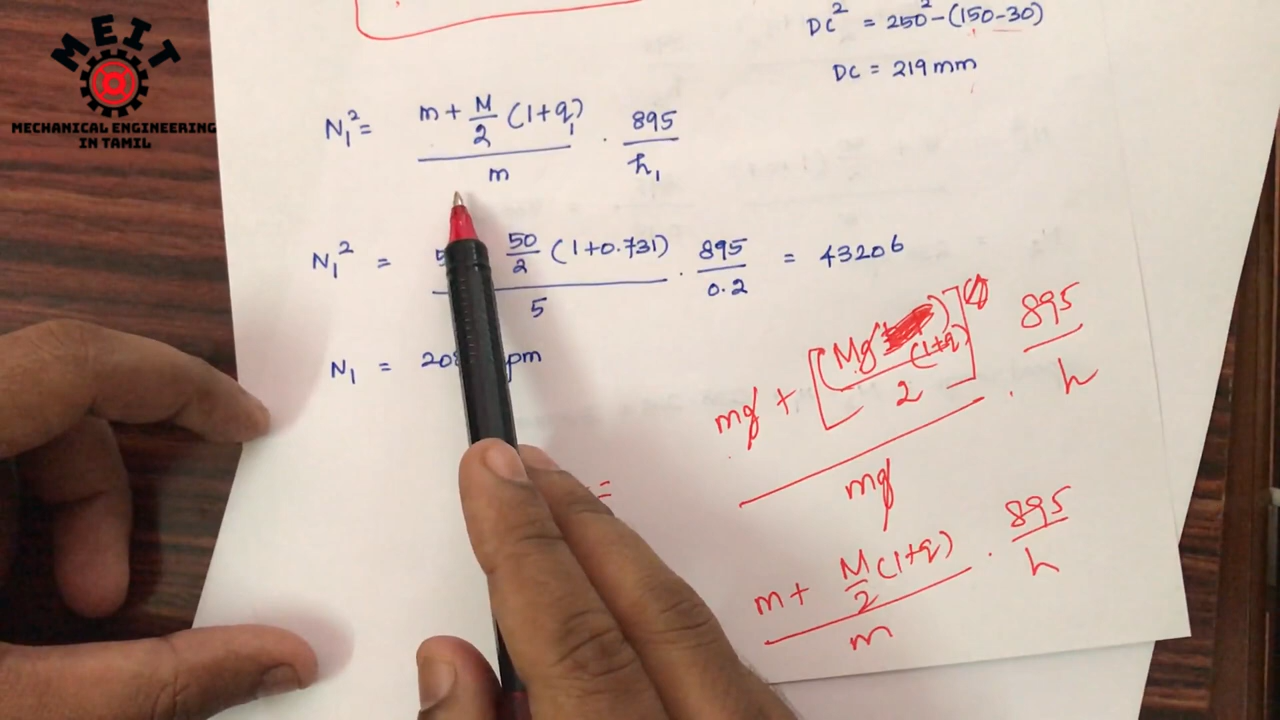 MEIT
MECHANICAL ENGINEERING
IN TAMIL
DC² = 250² - (150-30)
DC = 219 mm
N₁² = (m + M/2 (1+q₁))/m · 895/h₁
N₁² = 50/2 (1+0.731)/5 · 895/0.2 = 43206
N₁ = pm
=
mg + [(Mg (1+q))/2] / mg · 895/h
(m + M/2 (1+q))/m · 895/h